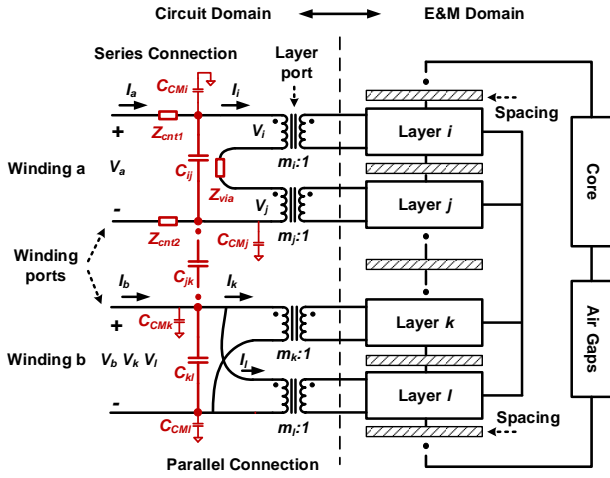 Circuit Domain
E&M Domain
Series Connection
Layer port
C_CMi
I_a
I_i
Spacing
+
Z_cnt1
V_i
m_i:1
Layer i
Winding a
V_a
C_ij
Z_via
Core
-
Z_cnt2
V_j
C_CMj
m_j:1
Layer j
Winding ports
C_jk
I_b
I_k
+
C_CMk
m_k:1
Layer k
Air Gaps
Winding b
V_b V_k V_l
C_kl
I_l
-
C_CMl
m_l:1
Layer l
Spacing
Parallel Connection